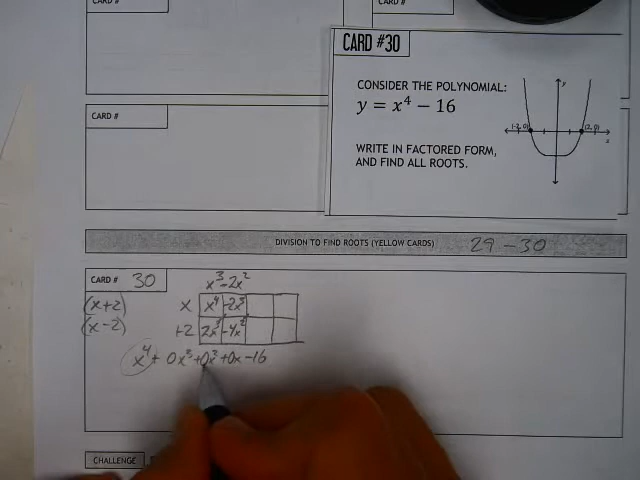 CARD #
CARD #
CARD #30
CONSIDER THE POLYNOMIAL:
y = x⁴ − 16
WRITE IN FACTORED FORM,
AND FIND ALL ROOTS.
y
(-2, 0)
(2, 0)
x
CARD #
DIVISION TO FIND ROOTS (YELLOW CARDS) 29 - 30
CARD # 30
x³ -2x²
(x+2)
x x⁴ -2x³
(x-2)
+2 2x³ -4x²
x⁴ + 0x³ + 0x² + 0x - 16
CHALLENGE